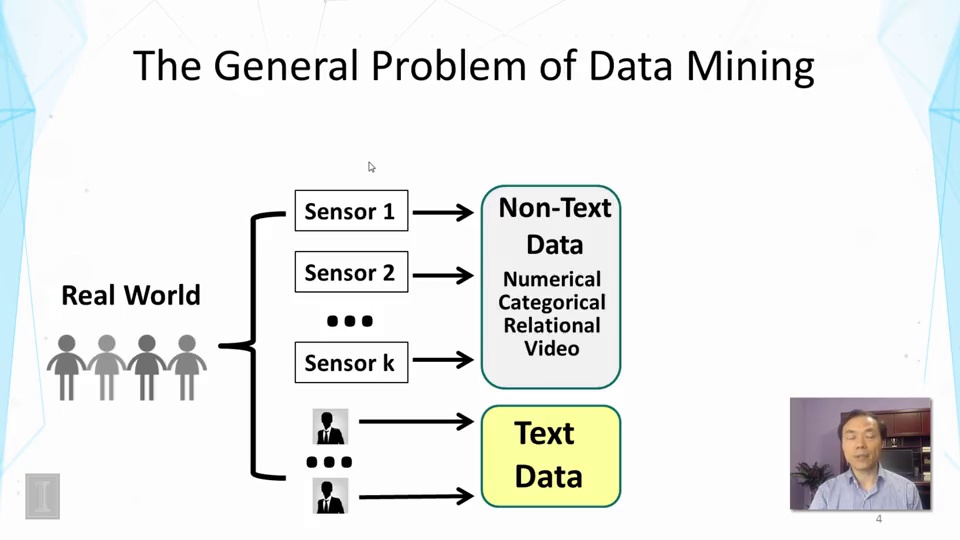 The General Problem of Data Mining
Real World
Sensor 1
Sensor 2
Sensor k
Non-Text
Data
Numerical
Categorical
Relational
Video
Text
Data
I
4